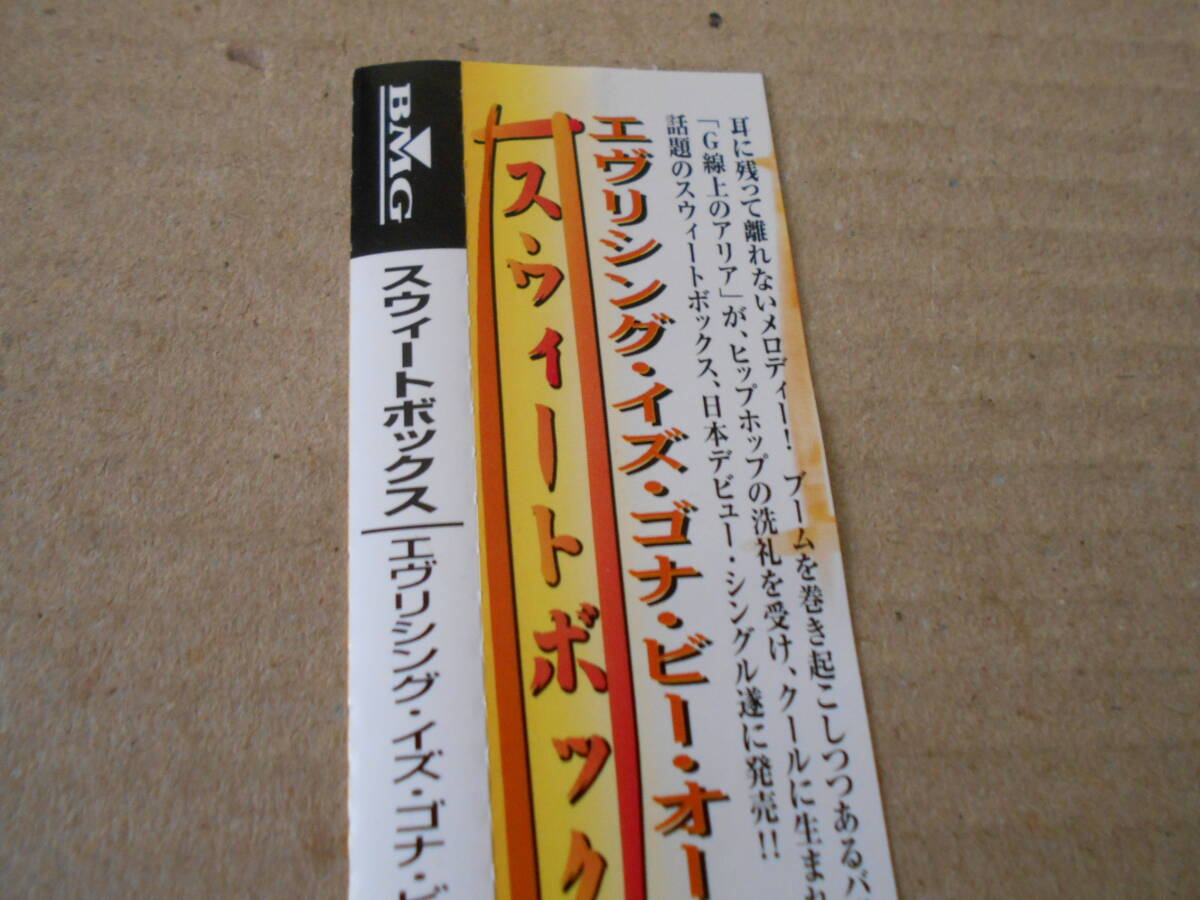 耳に残って離れないメロディー！ ブームを巻き起こしつつあるバ
「G線上のアリア」が、ヒップホップの洗礼を受け、クールに生まれ
話題のスウィートボックス、日本デビュー・シングル遂に発売!!
エヴリシング・イズ・ゴナ・ビー・オー
スウィートボック
BMG
スウィートボックス
エヴリシング・イズ・ゴナ・ビ